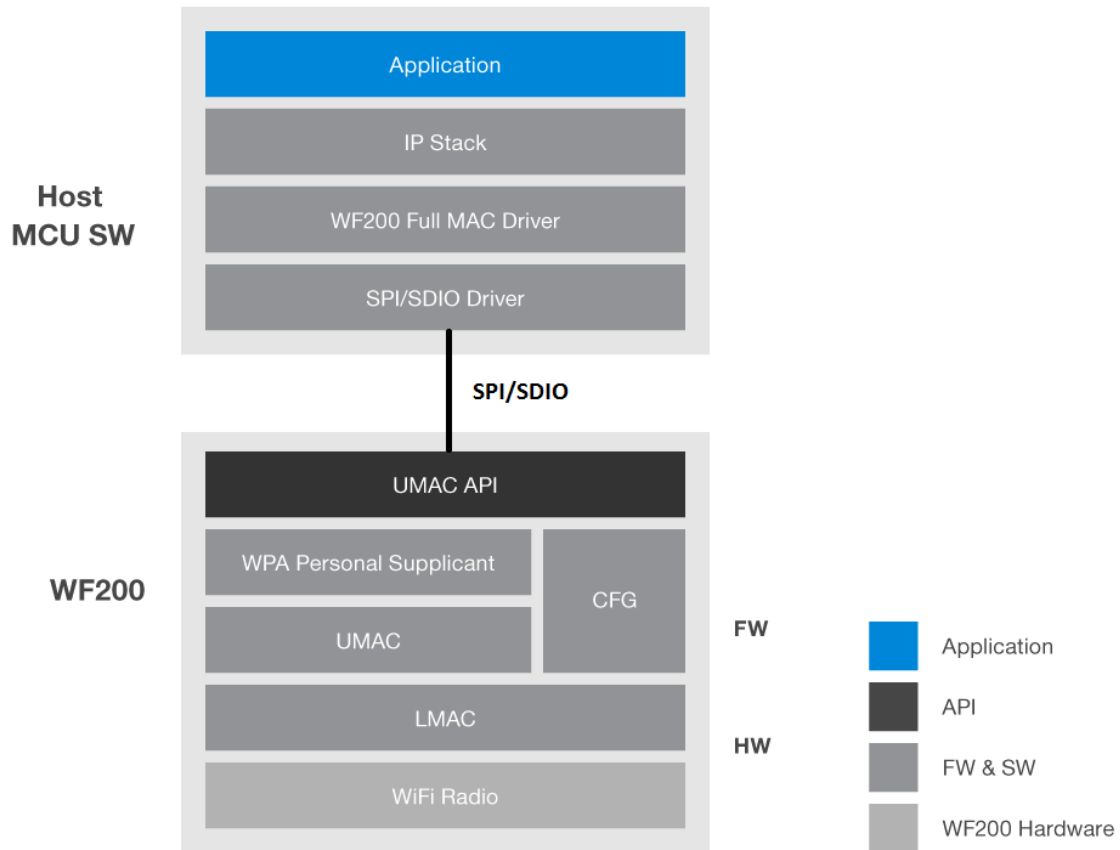 Application
IP Stack
Host
MCU SW
WF200 Full MAC Driver
SPI/SDIO Driver
SPI/SDIO
UMAC API
WPA Personal Supplicant
WF200
CFG
UMAC
LMAC
WiFi Radio
FW
HW
Application
API
FW & SW
WF200 Hardware